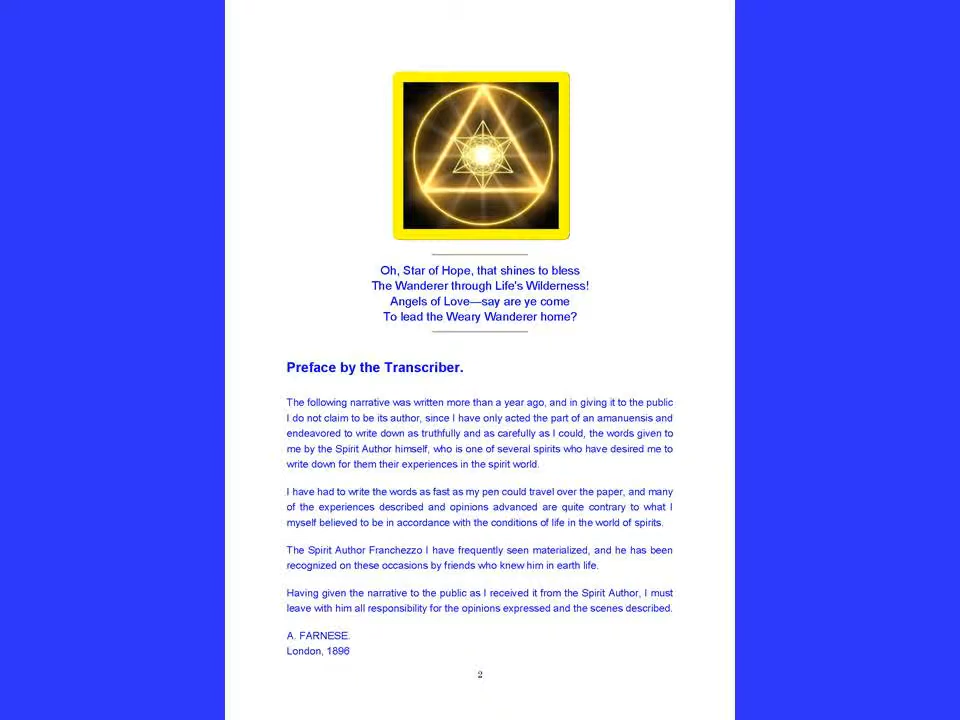 Oh, Star of Hope, that shines to bless
The Wanderer through Life's Wilderness!
Angels of Love—say are ye come
To lead the Weary Wanderer home?
Preface by the Transcriber.
The following narrative was written more than a year ago, and in giving it to the public
I do not claim to be its author, since I have only acted the part of an amanuensis and
endeavored to write down as truthfully and as carefully as I could, the words given to
me by the Spirit Author himself, who is one of several spirits who have desired me to
write down for them their experiences in the spirit world.
I have had to write the words as fast as my pen could travel over the paper, and many
of the experiences described and opinions advanced are quite contrary to what I
myself believed to be in accordance with the conditions of life in the world of spirits.
The Spirit Author Franchezzo I have frequently seen materialized, and he has been
recognized on these occasions by friends who knew him in earth life.
Having given the narrative to the public as I received it from the Spirit Author, I must
leave with him all responsibility for the opinions expressed and the scenes described.
A. FARNESE.
London, 1896
2